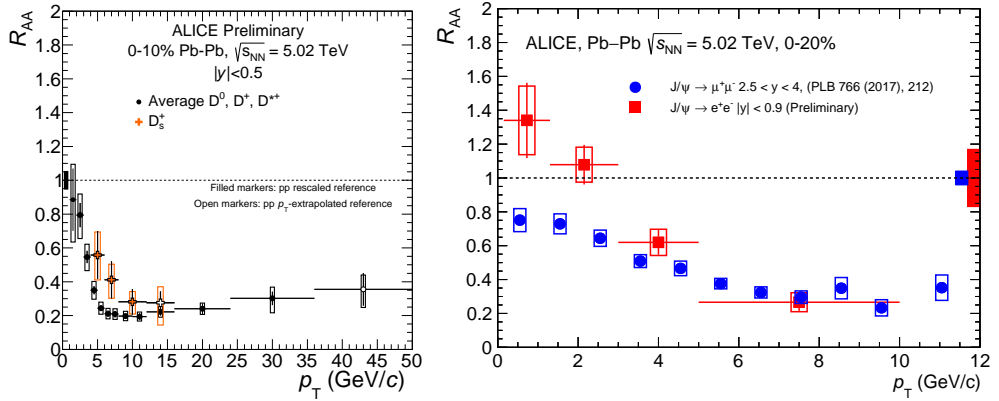 R_AA
2
1.8
1.6
1.4
1.2
1
0.8
0.6
0.4
0.2
0
ALICE Preliminary
0-10% Pb-Pb, √s_NN = 5.02 TeV
|y|<0.5
Average D⁰, D⁺, D*⁺
D_s⁺
Filled markers: pp rescaled reference
Open markers: pp p_T-extrapolated reference
0 5 10 15 20 25 30 35 40 45 50
p_T (GeV/c)
R_AA
2
1.8
1.6
1.4
1.2
1
0.8
0.6
0.4
0.2
0
ALICE, Pb–Pb √s_NN = 5.02 TeV, 0-20%
J/ψ → μ⁺μ⁻ 2.5 < y < 4, (PLB 766 (2017), 212)
J/ψ → e⁺e⁻ |y| < 0.9 (Preliminary)
0 2 4 6 8 10 12
p_T (GeV/c)